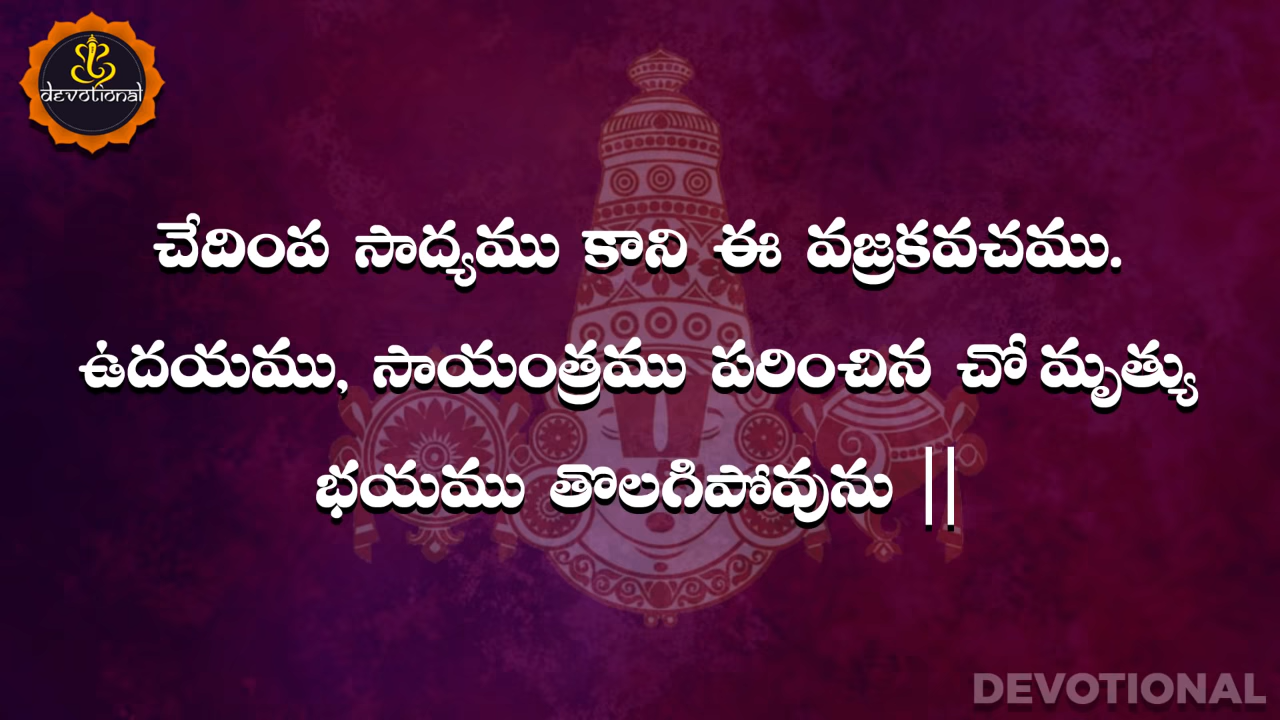 devotional
చేదింప సాద్యము కాని ఈ వజ్రకవచము.
ఉదయము, సాయంత్రము పఠించిన చో మృత్యు
భయము తొలగిపోవును ||
DEVOTIONAL